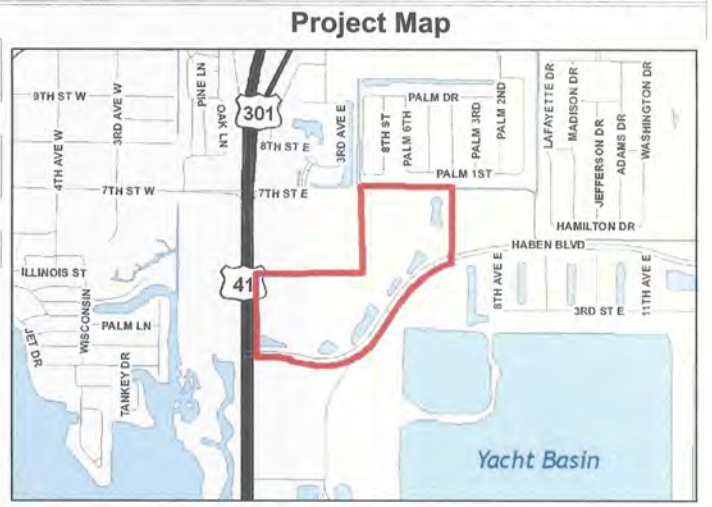 Project Map
9TH ST W
4TH AVE W
3RD AVE W
PINE LN
OAK LN
301
8TH ST E
3RD AVE E
PALM DR
8TH ST
PALM 6TH
PALM 3RD
PALM 2ND
PALM 1ST
LAFAYETTE DR
MADISON DR
JEFFERSON DR
ADAMS DR
WASHINGTON DR
7TH ST W
7TH ST E
HAMILTON DR
HABEN BLVD
ILLINOIS ST
41
8TH AVE E
3RD ST E
11TH AVE E
WISCONSIN
PALM LN
JET DR
TANKEY DR
Yacht Basin